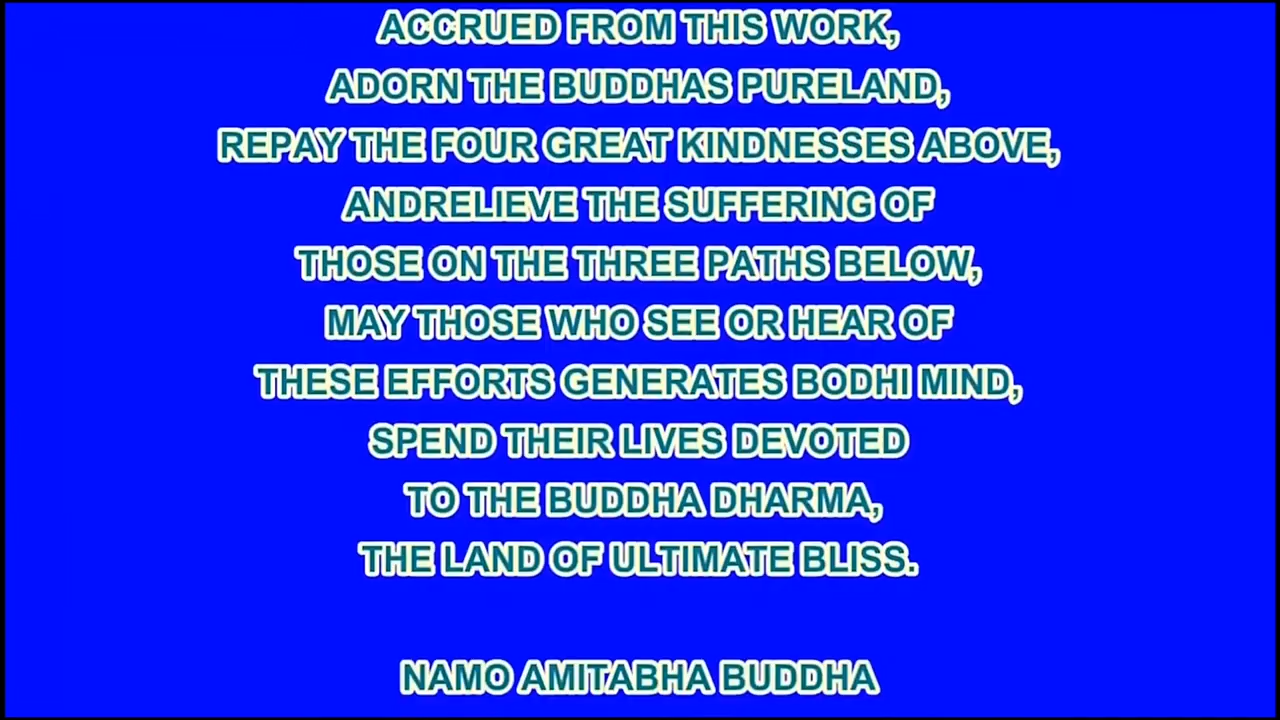 ACCRUED FROM THIS WORK,
ADORN THE BUDDHAS PURELAND,
REPAY THE FOUR GREAT KINDNESSES ABOVE,
ANDRELIEVE THE SUFFERING OF
THOSE ON THE THREE PATHS BELOW,
MAY THOSE WHO SEE OR HEAR OF
THESE EFFORTS GENERATES BODHI MIND,
SPEND THEIR LIVES DEVOTED
TO THE BUDDHA DHARMA,
THE LAND OF ULTIMATE BLISS.
NAMO AMITABHA BUDDHA